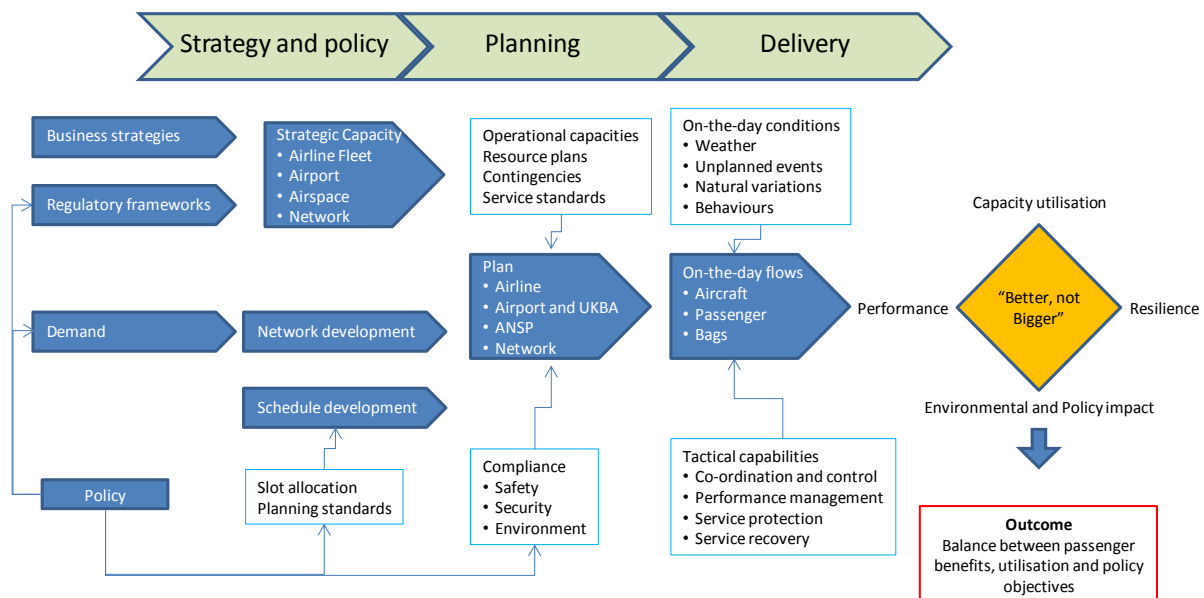 Strategy and policy
Planning
Delivery
Business strategies
Regulatory frameworks
Demand
Policy
Strategic Capacity
• Airline Fleet
• Airport
• Airspace
• Network
Network development
Schedule development
Slot allocation
Planning standards
Operational capacities
Resource plans
Contingencies
Service standards
Plan
• Airline
• Airport and UKBA
• ANSP
• Network
Compliance
• Safety
• Security
• Environment
On-the-day conditions
• Weather
• Unplanned events
• Natural variations
• Behaviours
On-the-day flows
• Aircraft
• Passenger
• Bags
Tactical capabilities
• Co-ordination and control
• Performance management
• Service protection
• Service recovery
Capacity utilisation
Performance
“Better, not
Bigger”
Resilience
Environmental and Policy impact
Outcome
Balance between passenger
benefits, utilisation and policy
objectives